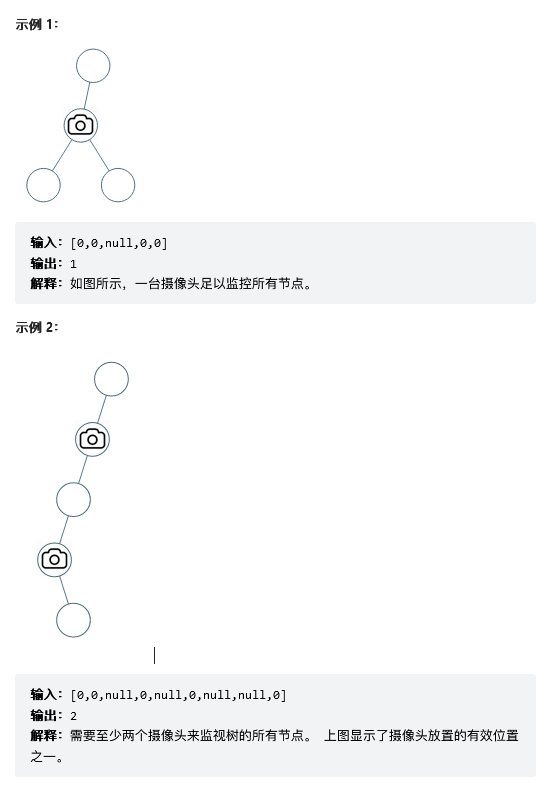 示例 1：
输入：[0,0,null,0,0]
输出：1
解释：如图所示，一台摄像头足以监控所有节点。
示例 2：
输入：[0,0,null,0,null,0,null,null,0]
输出：2
解释：需要至少两个摄像头来监视树的所有节点。 上图显示了摄像头放置的有效位置
之一。